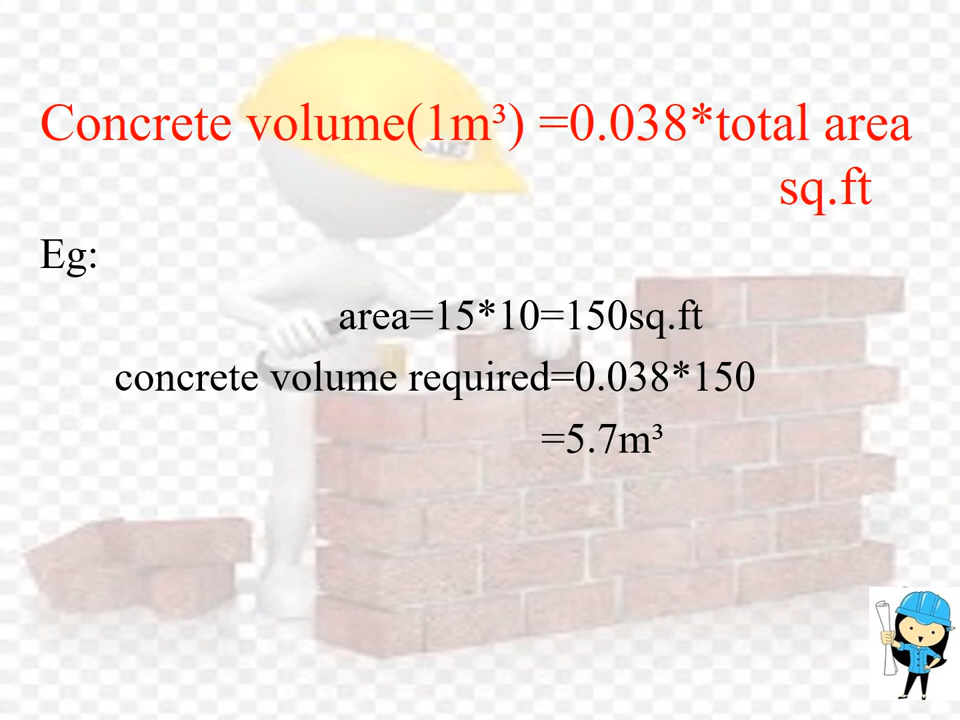 Concrete volume(1m³) =0.038*total area
sq.ft
Eg:
area=15*10=150sq.ft
concrete volume required=0.038*150
=5.7m³